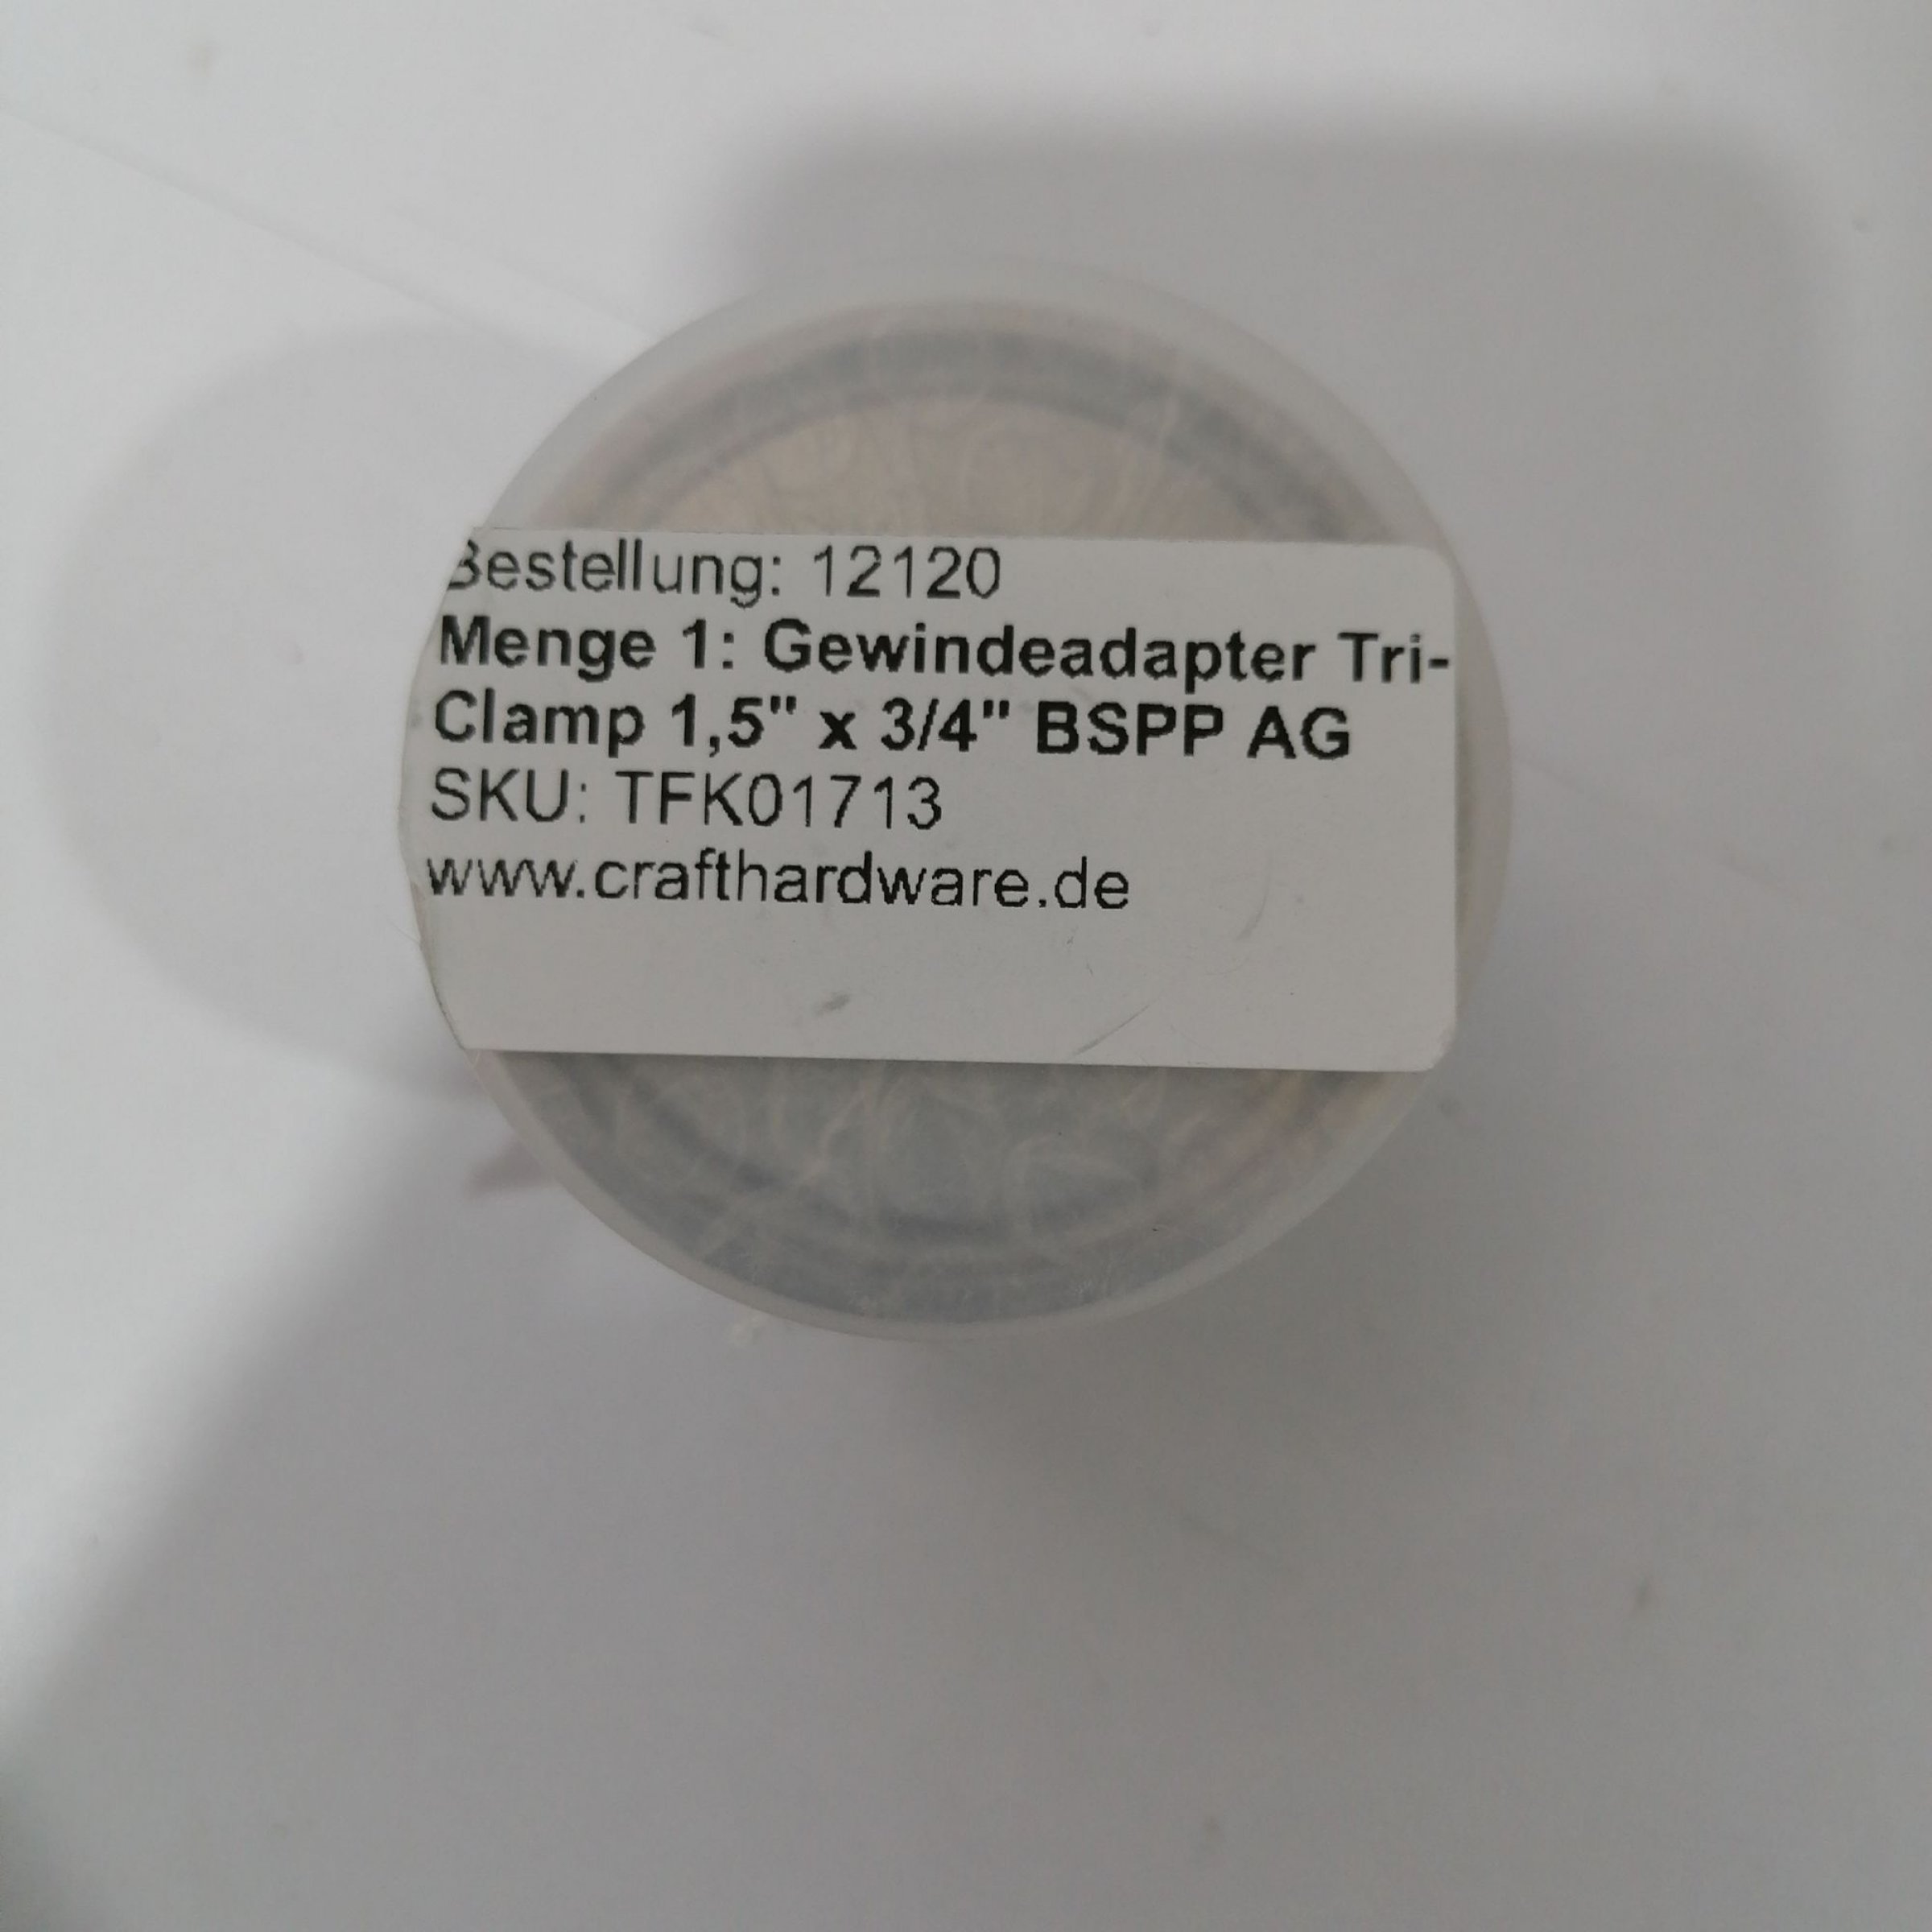 Bestellung: 12120
Menge 1: Gewindeadapter Tri-
Clamp 1,5" x 3/4" BSPP AG
SKU: TFK01713
www.crafthardware.de